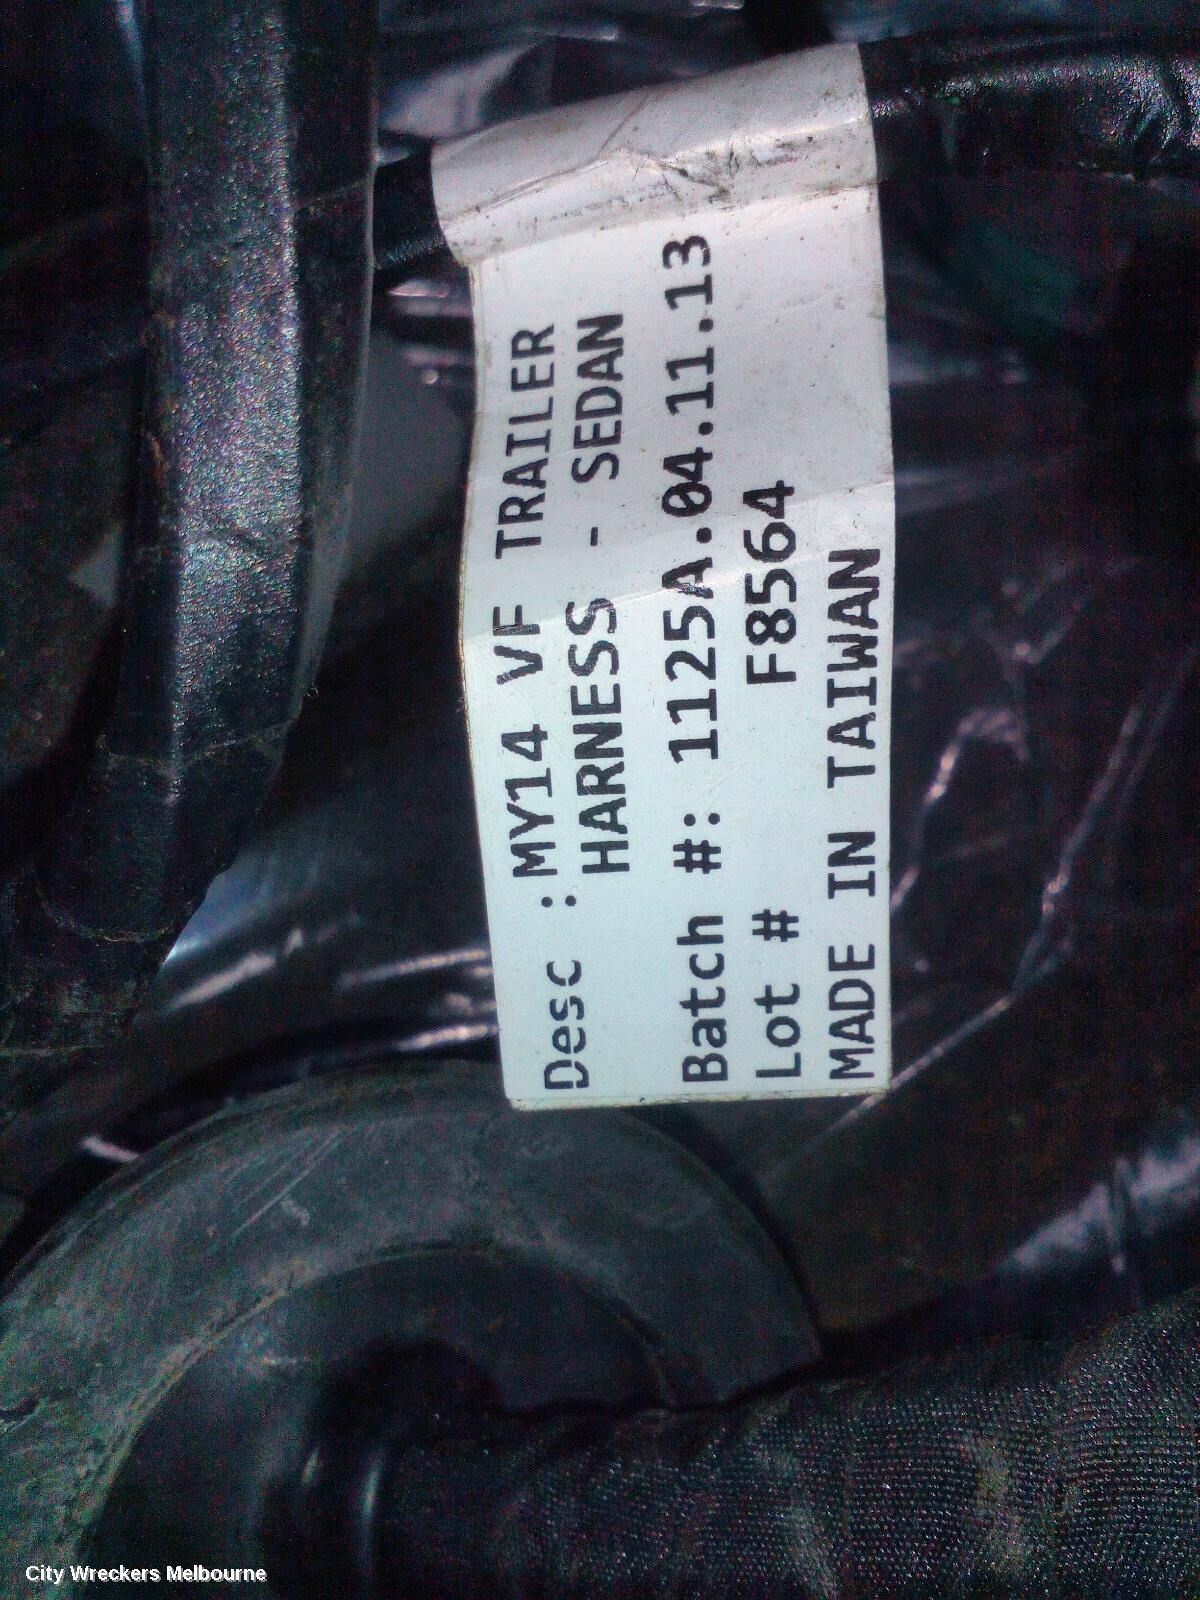 Desc :MY14 VF TRAILER
HARNESS - SEDAN
Batch #: 1125A.04.11.13
Lot # F8564
MADE IN TAIWAN
City Wreckers Melbourne